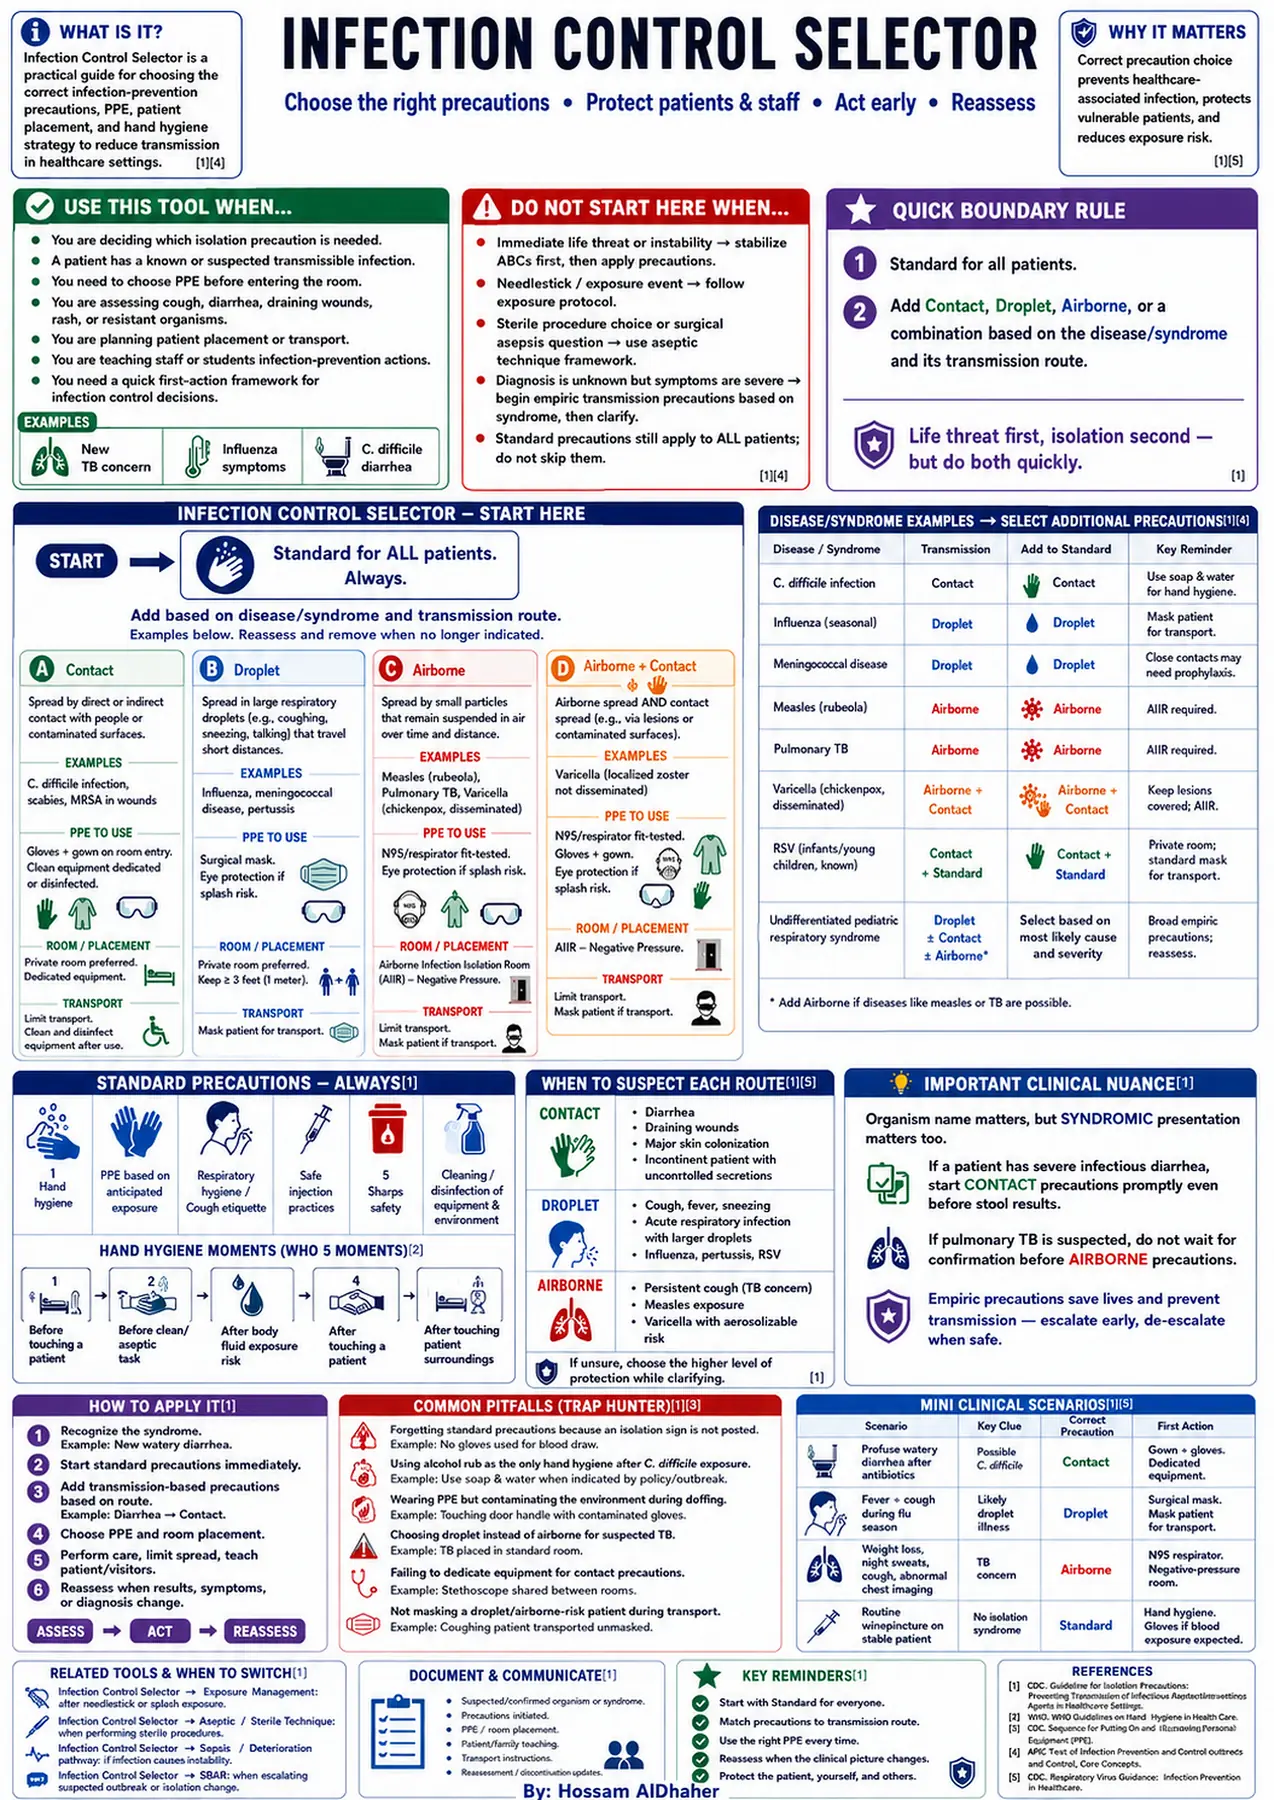 WHAT IS IT?
Infection Control Selector is a
practical guide for choosing the
correct infection-prevention
precautions, PPE, patient
placement, and hand hygiene
strategy to reduce transmission
in healthcare settings. [1][4]
INFECTION CONTROL SELECTOR
Choose the right precautions • Protect patients & staff • Act early • Reassess
WHY IT MATTERS
Correct precaution choice
prevents healthcare-
associated infection, protects
vulnerable patients, and
reduces exposure risk.
[1][5]
USE THIS TOOL WHEN...
• You are deciding which isolation precaution is needed.
• A patient has a known or suspected transmissible infection.
• You need to choose PPE before entering the room.
• You are assessing cough, diarrhea, draining wounds,
rash, or resistant organisms.
• You are planning patient placement or transport.
• You are teaching staff or students infection-prevention actions.
• You need a quick first-action framework for
infection control decisions.
EXAMPLES
New
TB concern
Influenza
symptoms
C. difficile
diarrhea
DO NOT START HERE WHEN...
• Immediate life threat or instability → stabilize
ABCs first, then apply precautions.
• Needlestick / exposure event → follow
exposure protocol.
• Sterile procedure choice or surgical
asepsis question → use aseptic
technique framework.
• Diagnosis is unknown but symptoms are severe →
begin empiric transmission precautions based on
syndrome, then clarify.
• Standard precautions still apply to ALL patients;
do not skip them.
[1][4]
QUICK BOUNDARY RULE
1 Standard for all patients.
2 Add Contact, Droplet, Airborne, or a
combination based on the disease/syndrome
and its transmission route.
Life threat first, isolation second —
but do both quickly.
[1]
INFECTION CONTROL SELECTOR – START HERE
START
Standard for ALL patients.
Always.
Add based on disease/syndrome and transmission route.
Examples below. Reassess and remove when no longer indicated.
A Contact
Spread by direct or indirect
contact with people or
contaminated surfaces.
EXAMPLES
C. difficile infection,
scabies, MRSA in wounds
PPE TO USE
Gloves + gown on room entry.
Clean equipment dedicated
or disinfected.
ROOM / PLACEMENT
Private room preferred.
Dedicated equipment.
TRANSPORT
Limit transport.
Clean and disinfect
equipment after use.
B Droplet
Spread in large respiratory
droplets (e.g., coughing,
sneezing, talking) that travel
short distances.
EXAMPLES
Influenza, meningococcal
disease, pertussis
PPE TO USE
Surgical mask.
Eye protection if
splash risk.
ROOM / PLACEMENT
Private room preferred.
Keep ≥ 3 feet (1 meter).
TRANSPORT
Mask patient for transport.
C Airborne
Spread by small particles
that remain suspended in air
over time and distance.
EXAMPLES
Measles (rubeola),
Pulmonary TB, Varicella
(chickenpox, disseminated)
PPE TO USE
N95/respirator fit-tested.
Eye protection if splash risk.
ROOM / PLACEMENT
Airborne Infection Isolation Room
(AIIR) – Negative Pressure.
TRANSPORT
Limit transport.
Mask patient if transport.
D Airborne + Contact
Airborne spread AND contact
spread (e.g., via lesions or
contaminated surfaces).
EXAMPLES
Varicella (localized zoster
not disseminated)
PPE TO USE
N95/respirator fit-tested.
Gloves + gown.
Eye protection if
splash risk.
ROOM / PLACEMENT
AIIR – Negative Pressure.
TRANSPORT
Limit transport.
Mask patient if transport.
DISEASE/SYNDROME EXAMPLES → SELECT ADDITIONAL PRECAUTIONS[1][4]
Disease / Syndrome Transmission Add to Standard Key Reminder
C. difficile infection Contact Contact Use soap & water
for hand hygiene.
Influenza (seasonal) Droplet Droplet Mask patient
for transport.
Meningococcal disease Droplet Droplet Close contacts may
need prophylaxis.
Measles (rubeola) Airborne Airborne AIIR required.
Pulmonary TB Airborne Airborne AIIR required.
Varicella (chickenpox, Airborne + Airborne + Keep lesions
disseminated) Contact Contact covered; AIIR.
RSV (infants/young Contact Contact + Private room;
children, known) + Standard Standard standard mask
for transport.
Undifferentiated pediatric Droplet Select based on Broad empiric
respiratory syndrome ± Contact most likely cause precautions;
± Airborne* and severity reassess.
* Add Airborne if diseases like measles or TB are possible.
STANDARD PRECAUTIONS – ALWAYS[1]
1
Hand
hygiene
PPE based on
anticipated
exposure
Respiratory
hygiene /
Cough etiquette
Safe
injection
practices
5
Sharps
safety
Cleaning /
disinfection of
equipment &
environment
HAND HYGIENE MOMENTS (WHO 5 MOMENTS)[2]
1
Before
touching a
patient
2
Before clean/
aseptic
task
After body
fluid exposure
risk
4
After
touching a
patient
After touching
patient
surroundings
WHEN TO SUSPECT EACH ROUTE[1][5]
CONTACT
• Diarrhea
• Draining wounds
• Major skin colonization
• Incontinent patient with
uncontrolled secretions
DROPLET
• Cough, fever, sneezing
• Acute respiratory infection
with larger droplets
• Influenza, pertussis, RSV
AIRBORNE
• Persistent cough (TB concern)
• Measles exposure
• Varicella with aerosolizable
risk
If unsure, choose the higher level of
protection while clarifying. [1]
IMPORTANT CLINICAL NUANCE[1]
Organism name matters, but SYNDROMIC presentation
matters too.
If a patient has severe infectious diarrhea,
start CONTACT precautions promptly even
before stool results.
If pulmonary TB is suspected, do not wait for
confirmation before AIRBORNE precautions.
Empiric precautions save lives and prevent
transmission — escalate early, de-escalate
when safe.
HOW TO APPLY IT[1]
1 Recognize the syndrome.
Example: New watery diarrhea.
2 Start standard precautions immediately.
3 Add transmission-based precautions
based on route.
Example: Diarrhea → Contact.
4 Choose PPE and room placement.
5 Perform care, limit spread, teach
patient/visitors.
6 Reassess when results, symptoms,
or diagnosis change.
ASSESS → ACT → REASSESS
COMMON PITFALLS (TRAP HUNTER)[1][3]
Forgetting standard precautions because an isolation sign is not posted.
Example: No gloves used for blood draw.
Using alcohol rub as the only hand hygiene after C. difficile exposure.
Example: Use soap & water when indicated by policy/outbreak.
Wearing PPE but contaminating the environment during doffing.
Example: Touching door handle with contaminated gloves.
Choosing droplet instead of airborne for suspected TB.
Example: TB placed in standard room.
Failing to dedicate equipment for contact precautions.
Example: Stethoscope shared between rooms.
Not masking a droplet/airborne-risk patient during transport.
Example: Coughing patient transported unmasked.
MINI CLINICAL SCENARIOS[1][5]
Scenario Key Clue Correct Precaution First Action
Profuse watery
diarrhea after
antibiotics
Possible
C. difficile
Contact
Gown + gloves.
Dedicated
equipment.
Fever + cough
during flu
season
Likely
droplet
illness
Droplet
Surgical mask.
Mask patient
for transport.
Weight loss,
night sweats,
cough, abnormal
chest imaging
TB
concern
Airborne
N95 respirator.
Negative-pressure
room.
Routine
winepincture on
stable patient
No isolation
syndrome
Standard
Hand hygiene.
Gloves if blood
exposure expected.
RELATED TOOLS & WHEN TO SWITCH[1]
Infection Control Selector → Exposure Management:
after needlestick or splash exposure.
Infection Control Selector → Aseptic / Sterile Technique:
when performing sterile procedures.
Infection Control Selector → Sepsis / Deterioration
pathway: if infection causes instability.
Infection Control Selector → SBAR: when escalating
suspected outbreak or isolation change.
DOCUMENT & COMMUNICATE[1]
• Suspected/confirmed organism or syndrome.
• Precautions initiated.
• PPE / room placement.
• Patient/family teaching.
• Transport instructions.
• Reassessment / discontinuation updates.
KEY REMINDERS[1]
Start with Standard for everyone.
Match precautions to transmission route.
Use the right PPE every time.
Reassess when the clinical picture changes.
Protect the patient, yourself, and others.
REFERENCES
[1] CDC. Guideline for Isolation Precautions:
Preventing Transmission of Infectious
Agents in Healthcare Settings.
[2] WHO. WHO Guidelines on Hand Hygiene in Health Care.
[5] CDC. Sequence for Putting On and Removing Personal
Equipment (PPE).
[4] APIC Text of Infection Prevention and Control
and Control, Core Concepts.
[5] CDC. Respiratory Virus Guidance: Infection Prevention
in Healthcare.
By: Hossam AlDhaher